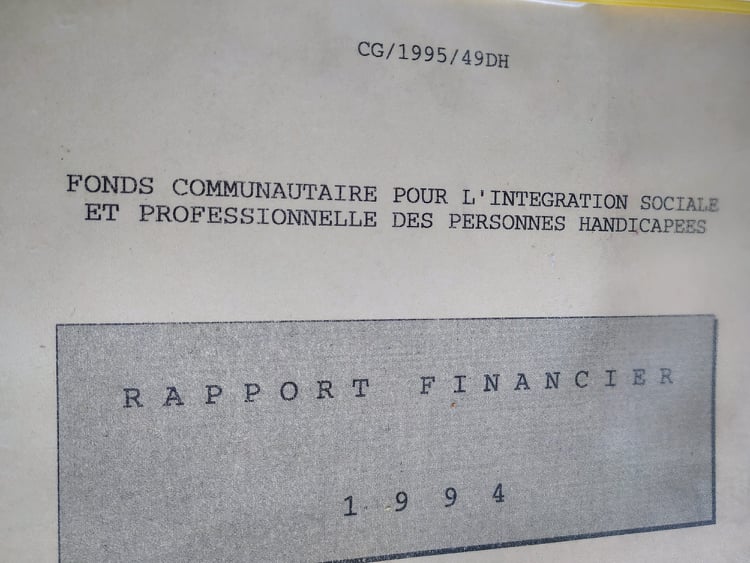 CG/1995/49DH
FONDS COMMUNAUTAIRE POUR L'INTEGRATION SOCIALE
ET PROFESSIONNELLE DES PERSONNES HANDICAPEES
RAPPORT FINANCIER
1994